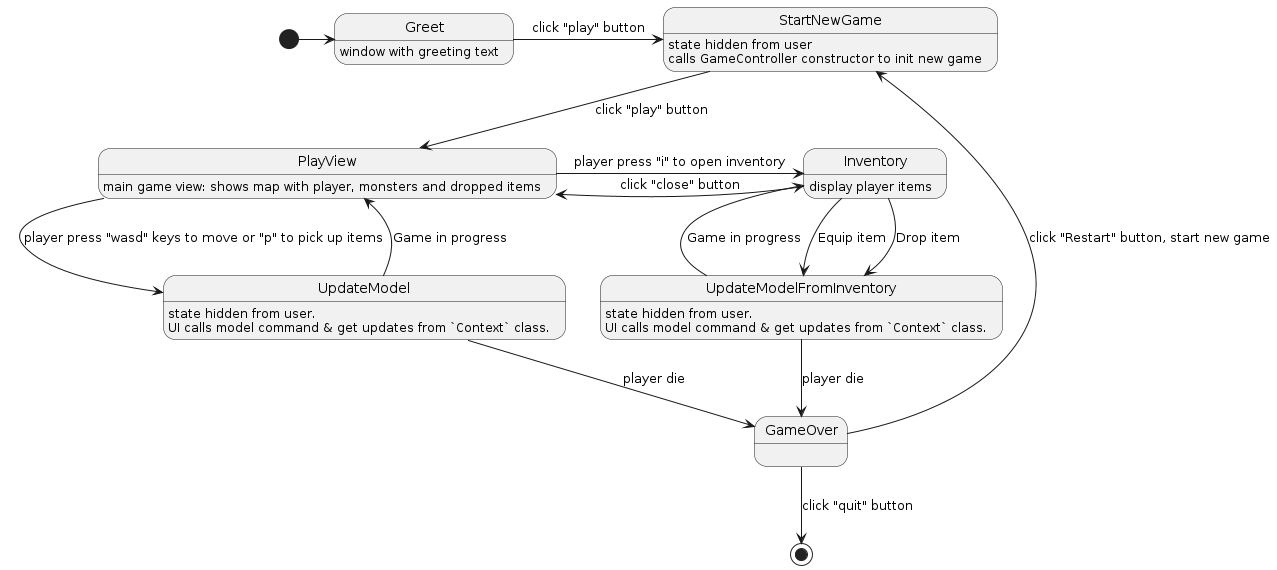 Greet
window with greeting text
click "play" button
StartNewGame
state hidden from user
calls GameController constructor to init new game
click "play" button
PlayView
main game view: shows map with player, monsters and dropped items
player press "i" to open inventory
click "close" button
Inventory
display player items
player press "wasd" keys to move or "p" to pick up items
Game in progress
Game in progress
Equip item
Drop item
click "Restart" button, start new game
UpdateModel
state hidden from user.
UI calls model command & get updates from `Context` class.
UpdateModelFromInventory
state hidden from user.
UI calls model command & get updates from `Context` class.
player die
player die
GameOver
click "quit" button